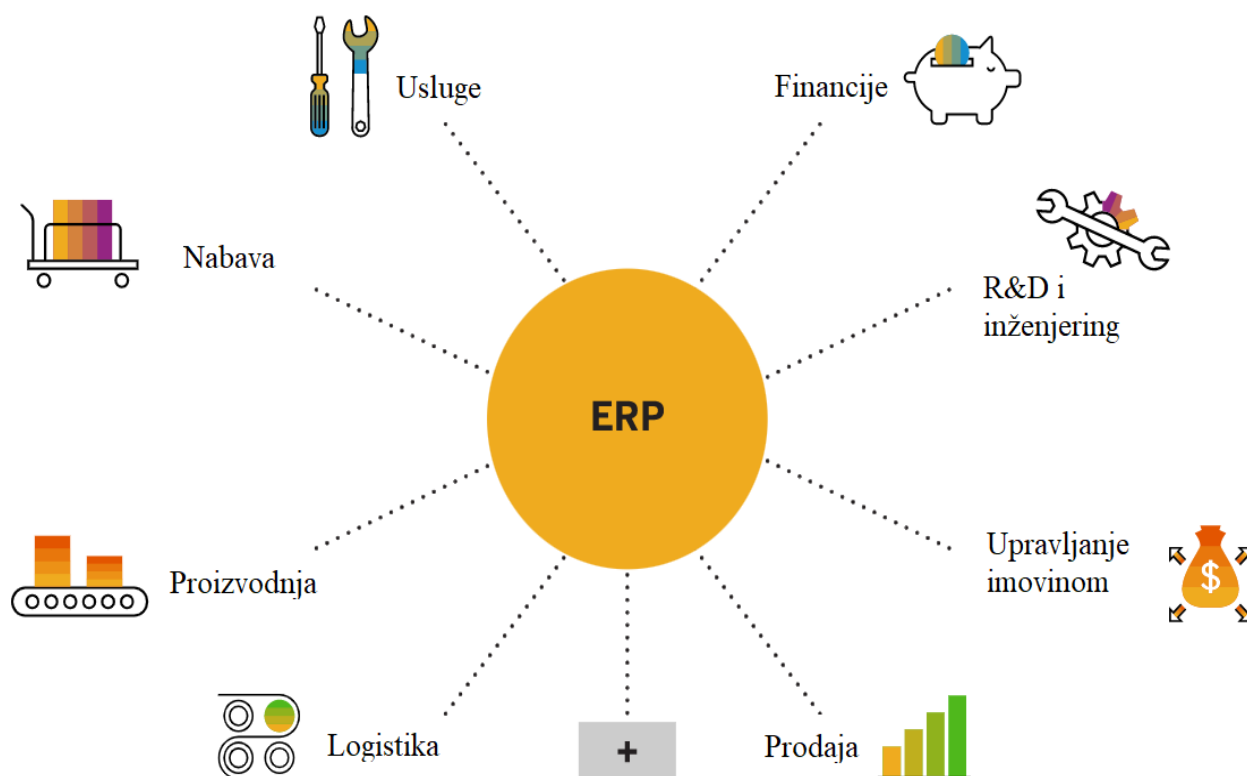 Usluge
Financije
Nabava
R&D i
inženjering
ERP
Proizvodnja
Upravljanje
imovinom
$
Logistika
+
Prodaja